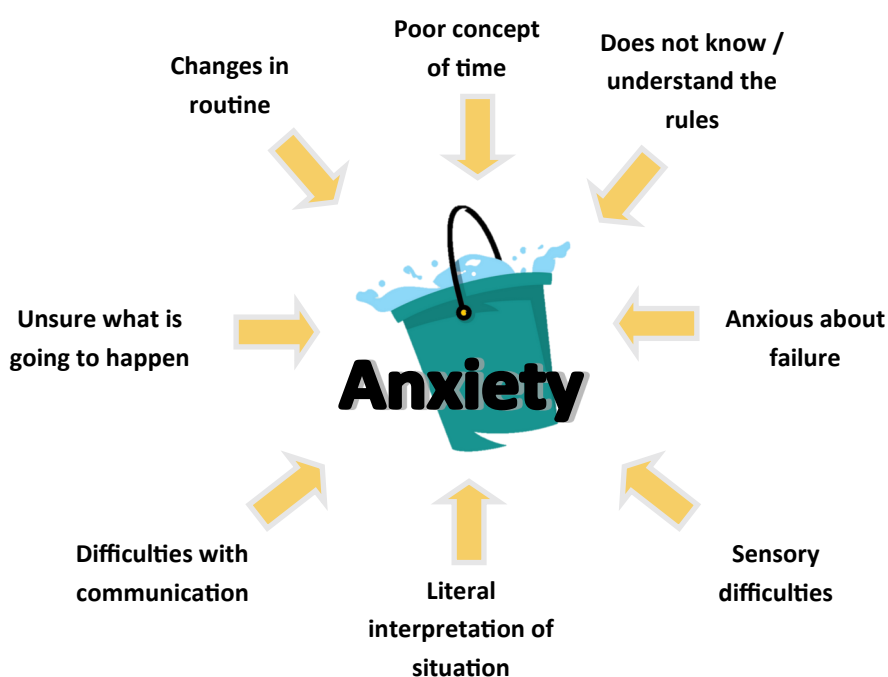 Poor concept
of time
Does not know /
understand the
rules
Changes in
routine
Unsure what is
going to happen
Anxious about
failure
Anxiety
Difficulties with
communication
Sensory
difficulties
Literal
interpretation of
situation